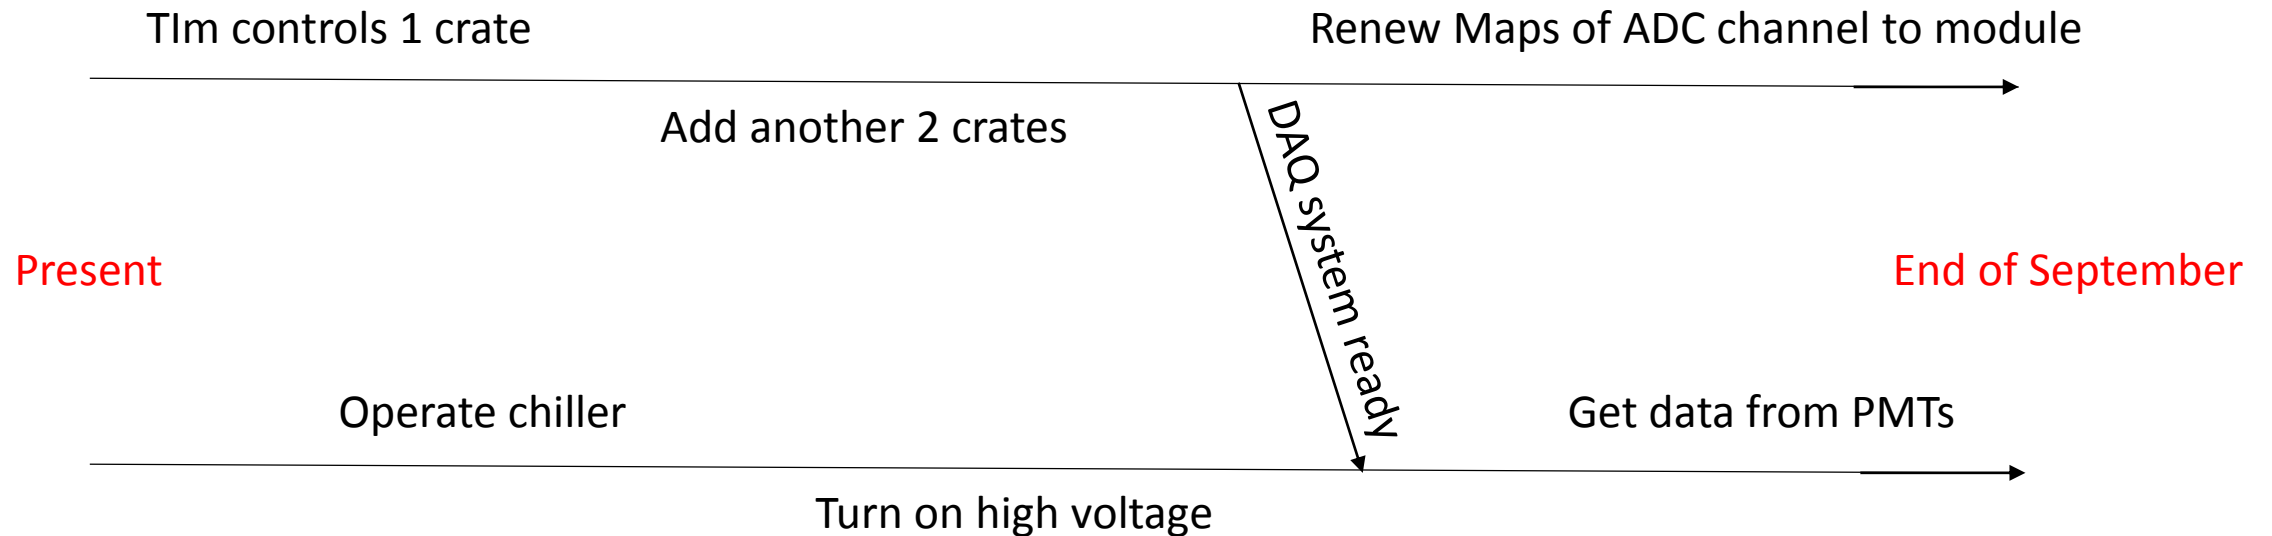 TIm controls 1 crate
Renew Maps of ADC channel to module
Add another 2 crates
DAQ system ready
Present
End of September
Operate chiller
Get data from PMTs
Turn on high voltage